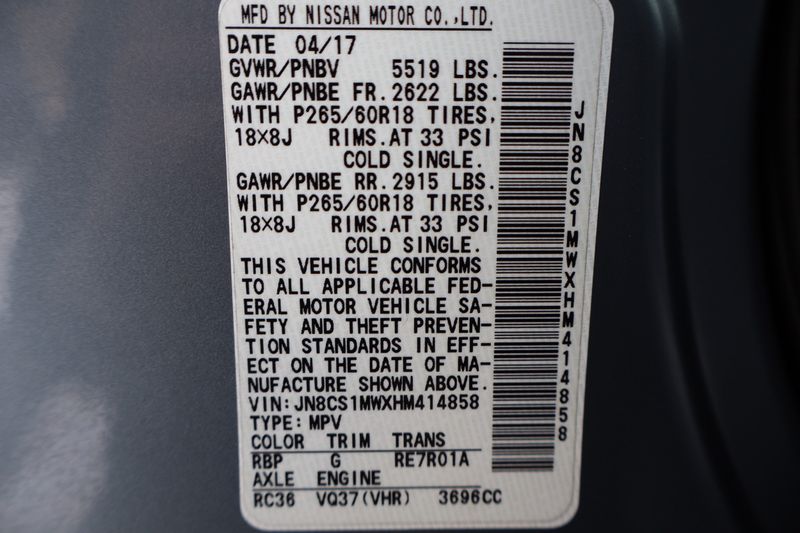 MFD BY NISSAN MOTOR CO.,LTD.
DATE 04/17
GVWR/PNBV 5519 LBS.
GAWR/PNBE FR.2622 LBS.
WITH P265/60R18 TIRES,
18×8J RIMS.AT 33 PSI
COLD SINGLE.
GAWR/PNBE RR.2915 LBS.
WITH P265/60R18 TIRES,
18×8J RIMS.AT 33 PSI
COLD SINGLE.
THIS VEHICLE CONFORMS
TO ALL APPLICABLE FED-
ERAL MOTOR VEHICLE SA-
FETY AND THEFT PREVEN-
TION STANDARDS IN EFF-
ECT ON THE DATE OF MA-
NUFACTURE SHOWN ABOVE.
VIN:JN8CS1MWXHM414858
TYPE:MPV
COLOR TRIM TRANS
RBP G RE7R01A
AXLE ENGINE
RC36 VQ37(VHR) 3696CC
JN8CS1MWXHM414858